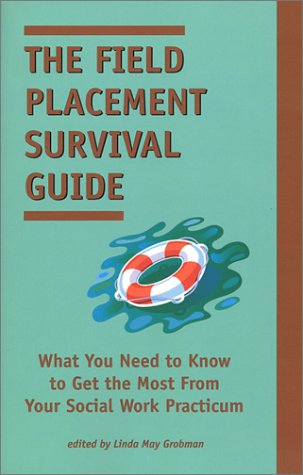 THE FIELD
PLACEMENT
SURVIVAL
GUIDE
What You Need to Know
to Get the Most From
Your Social Work Practicum
edited by Linda May Grobman